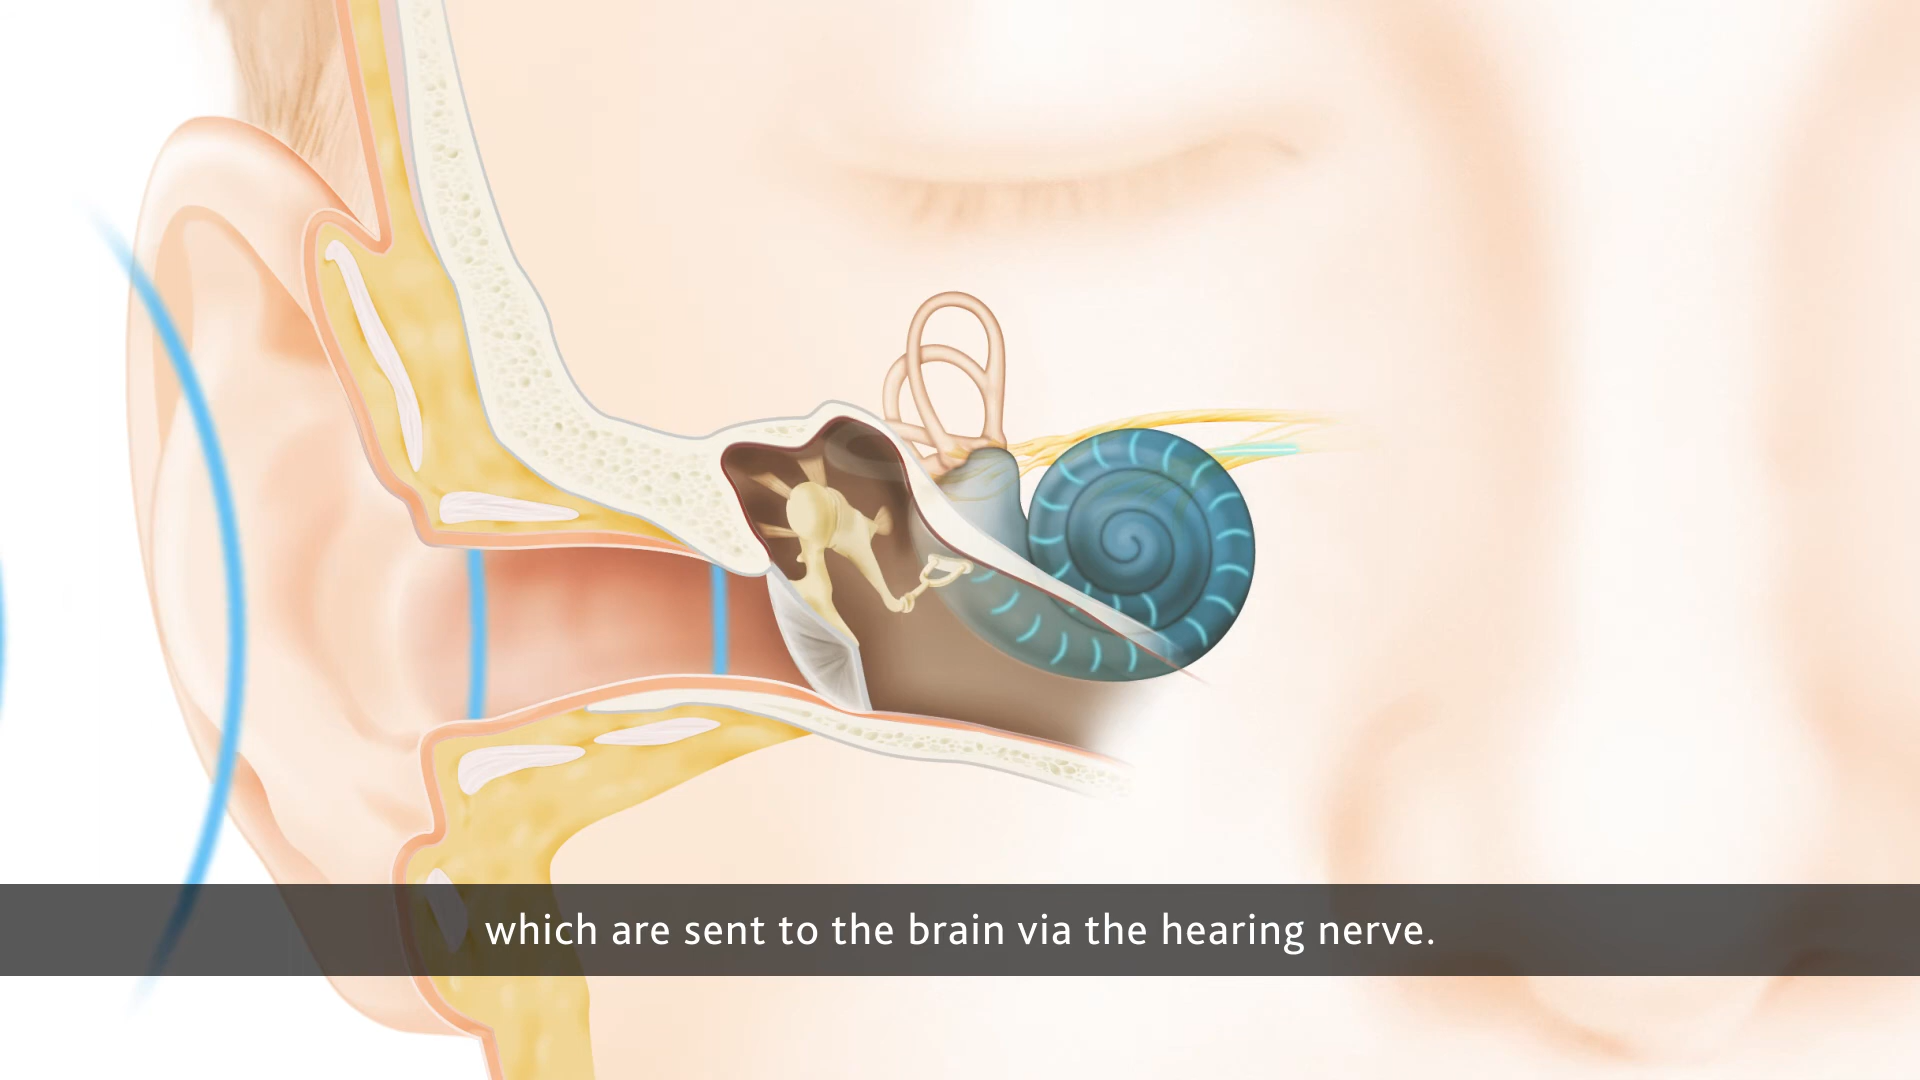 which are sent to the brain via the hearing nerve.